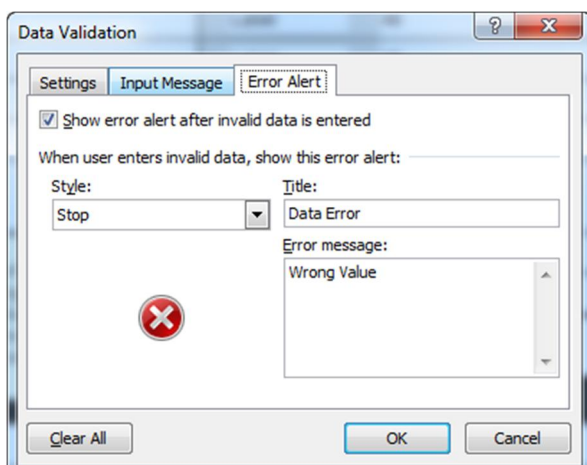 Data Validation
?
X
Settings Input Message Error Alert
Show error alert after invalid data is entered
When user enters invalid data, show this error alert:
Style: Title:
Stop Data Error
Error message:
Wrong Value
Clear All OK Cancel